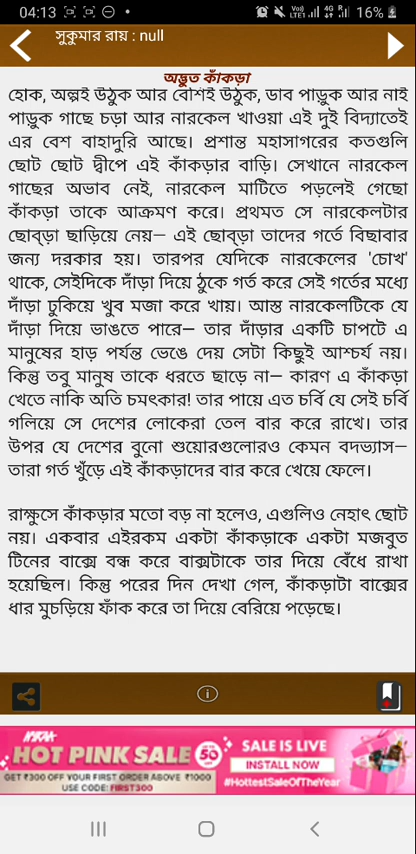 04:13
Vo))
LTE1
4G
R
16%
সুকুমার রায় : null
অদ্ভুত কাঁকড়া
হোক, অল্পই উঠুক আর বেশিই উঠুক, ডাব পাড়ুক আর নাই
পাড়ুক গাছে চড়া আর নারকেল খাওয়া এই দুই বিদ্যাতেই
এর বেশ বাহাদুরি আছে। প্রশান্ত মহাসাগরের কতগুলি
ছোট ছোট দ্বীপে এই কাঁকড়ার বাড়ি। সেখানে নারকেল
গাছের অভাব নেই, নারকেল মাটিতে পড়লেই গেছো
কাঁকড়া তাকে আক্রমণ করে। প্রথমত সে নারকেলটার
ছোব্‌ড়া ছাড়িয়ে নেয়— এই ছোব্‌ড়া তাদের গর্তে বিছাবার
জন্য দরকার হয়। তারপর যেদিকে নারকেলের 'চোখ'
থাকে, সেইদিকে দাঁড়া দিয়ে ঠুকে গর্ত করে সেই গর্তের মধ্যে
দাঁড়া ঢুকিয়ে খুব মজা করে খায়। আস্ত নারকেলটিকে যে
দাঁড়া দিয়ে ভাঙতে পারে— তার দাঁড়ার একটি চাপটে এ
মানুষের হাড় পর্যন্ত ভেঙে দেয় সেটা কিছুই আশ্চর্য নয়।
কিন্তু তবু মানুষ তাকে ধরতে ছাড়ে না— কারণ এ কাঁকড়া
খেতে নাকি অতি চমৎকার! তার পায়ে এত চর্বি যে সেই চর্বি
গলিয়ে সে দেশের লোকেরা তেল বার করে রাখে। তার
উপর যে দেশের বুনো শুয়োরগুলোরও কেমন বদভ্যাস—
তারা গর্ত খুঁড়ে এই কাঁকড়াদের বার করে খেয়ে ফেলে।
রাক্ষুসে কাঁকড়ার মতো বড় না হলেও, এগুলিও নেহাৎ ছোট
নয়। একবার এইরকম একটা কাঁকড়াকে একটা মজবুত
টিনের বাক্সে বন্ধ করে বাক্সটাকে তার দিয়ে বেঁধে রাখা
হয়েছিল। কিন্তু পরের দিন দেখা গেল, কাঁকড়াটা বাক্সের
ধার মুচড়িয়ে ফাঁক করে তা দিয়ে বেরিয়ে পড়েছে।
NYKAA
HOT PINK SALE
50
GET ₹300 OFF YOUR FIRST ORDER ABOVE ₹1000
USE CODE: FIRST300
SALE IS LIVE
INSTALL NOW
#HottestSaleOfTheYear